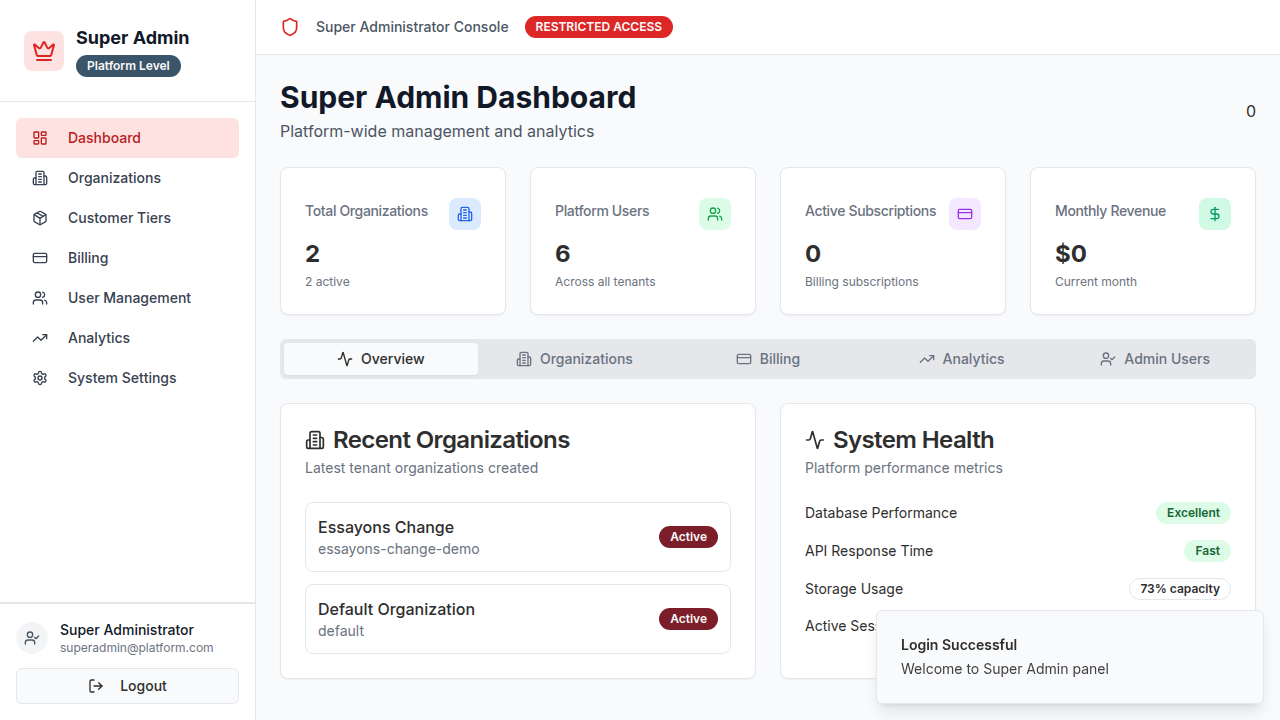 Super Admin
Platform Level
Dashboard
Organizations
Customer Tiers
Billing
User Management
Analytics
System Settings
Super Administrator
superadmin@platform.com
Logout
Super Administrator Console RESTRICTED ACCESS
Super Admin Dashboard
Platform-wide management and analytics
0
Total Organizations
2
2 active
Platform Users
6
Across all tenants
Active Subscriptions
0
Billing subscriptions
Monthly Revenue
$0
Current month
Overview Organizations Billing Analytics Admin Users
Recent Organizations
Latest tenant organizations created
Essayons Change
essayons-change-demo
Active
Default Organization
default
Active
System Health
Platform performance metrics
Database Performance Excellent
API Response Time Fast
Storage Usage 73% capacity
Active
Login Successful
Welcome to Super Admin panel